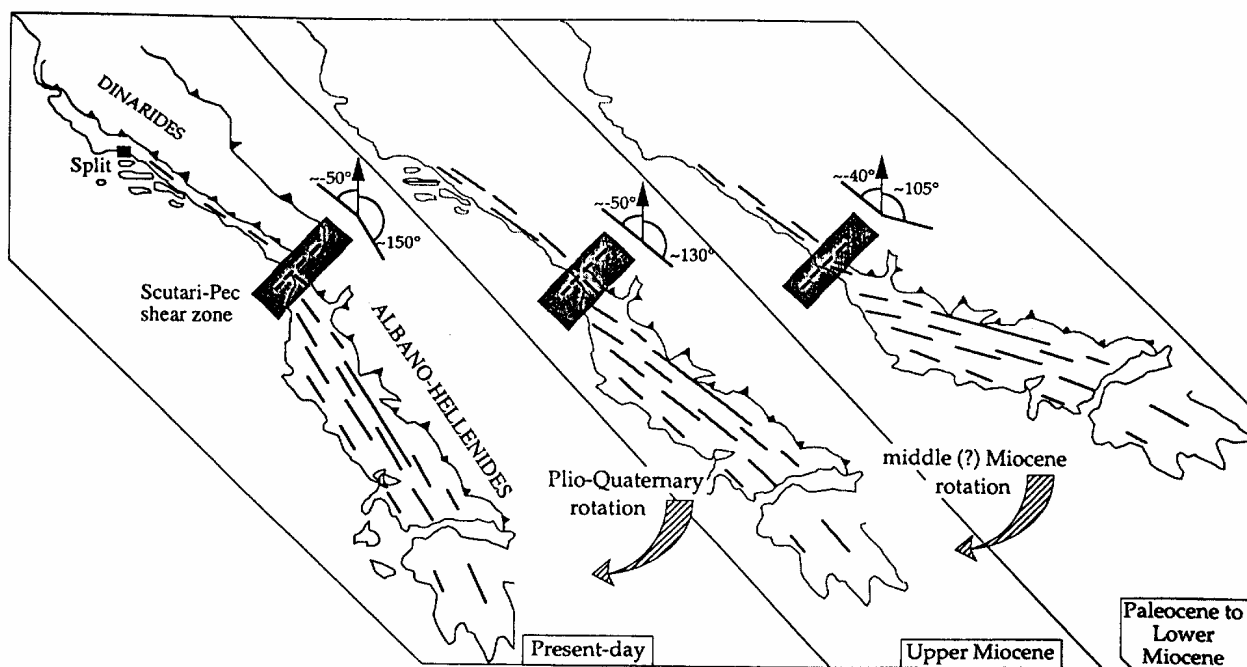 DINARIDES
Split
~-50°
~150°
Scutari-Pec
shear zone
ALBANO-HELLENIDES
Present-day
~-50°
~130°
Plio-Quaternary
rotation
Upper Miocene
~-40°
~105°
middle (?) Miocene
rotation
Paleocene to
Lower
Miocene